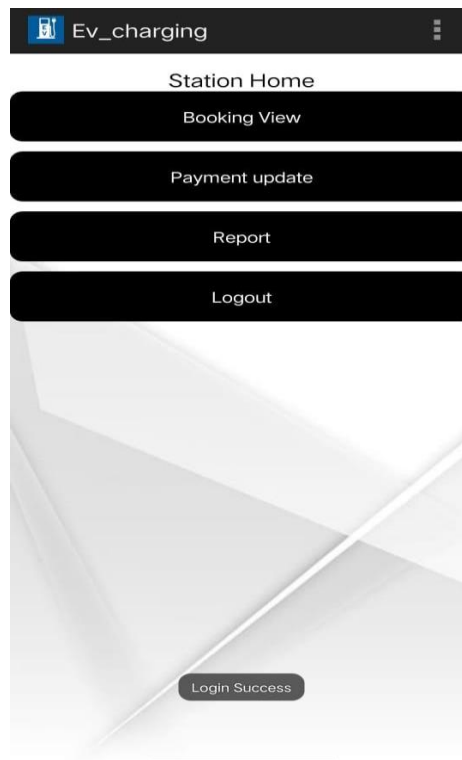 Ev_charging
Station Home
Booking View
Payment update
Report
Logout
Login Success